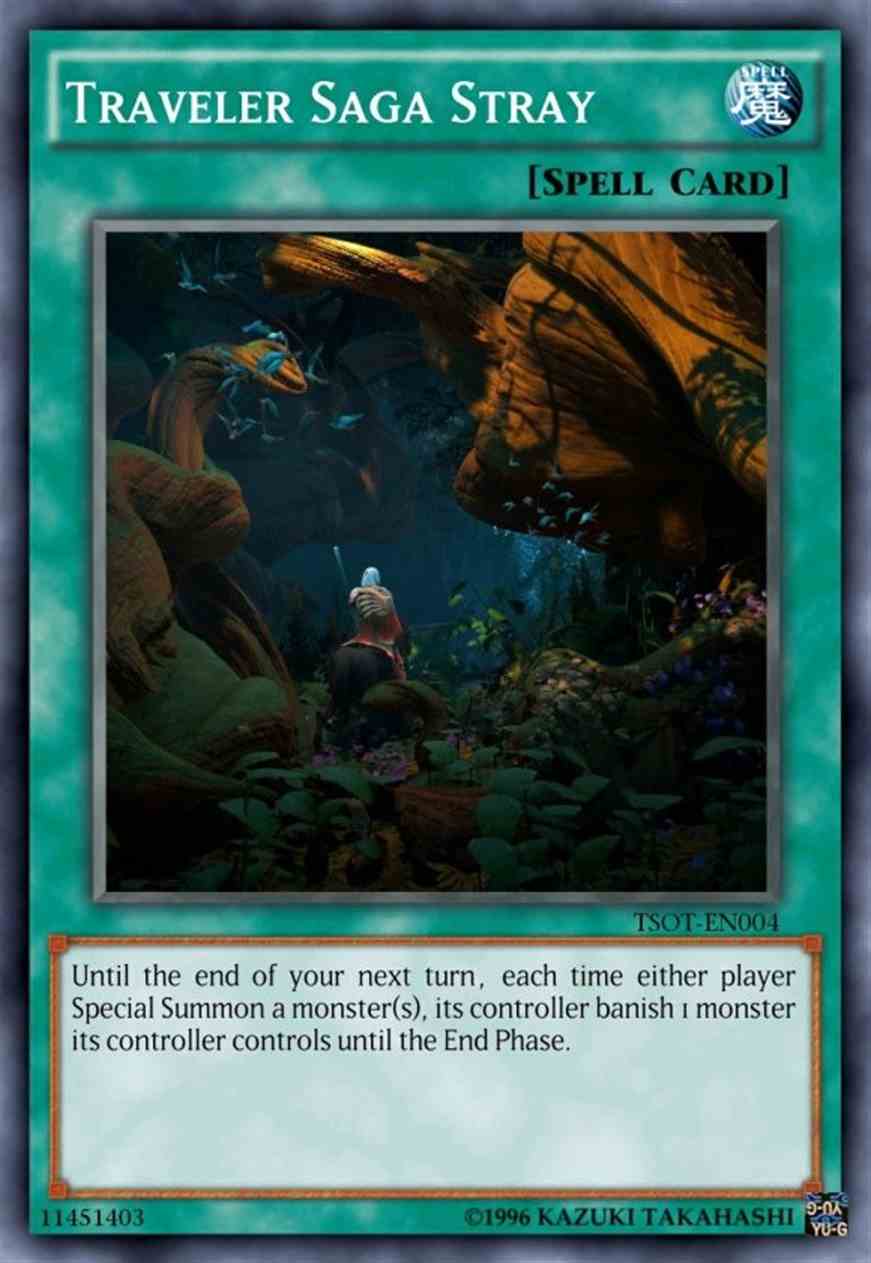 TRAVELER SAGA STRAY
SPELL
魔
[SPELL CARD]
TSOT-EN004
Until the end of your next turn, each time either player
Special Summon a monster(s), its controller banish 1 monster
its controller controls until the End Phase.
11451403
©1996 KAZUKI TAKAHASHI